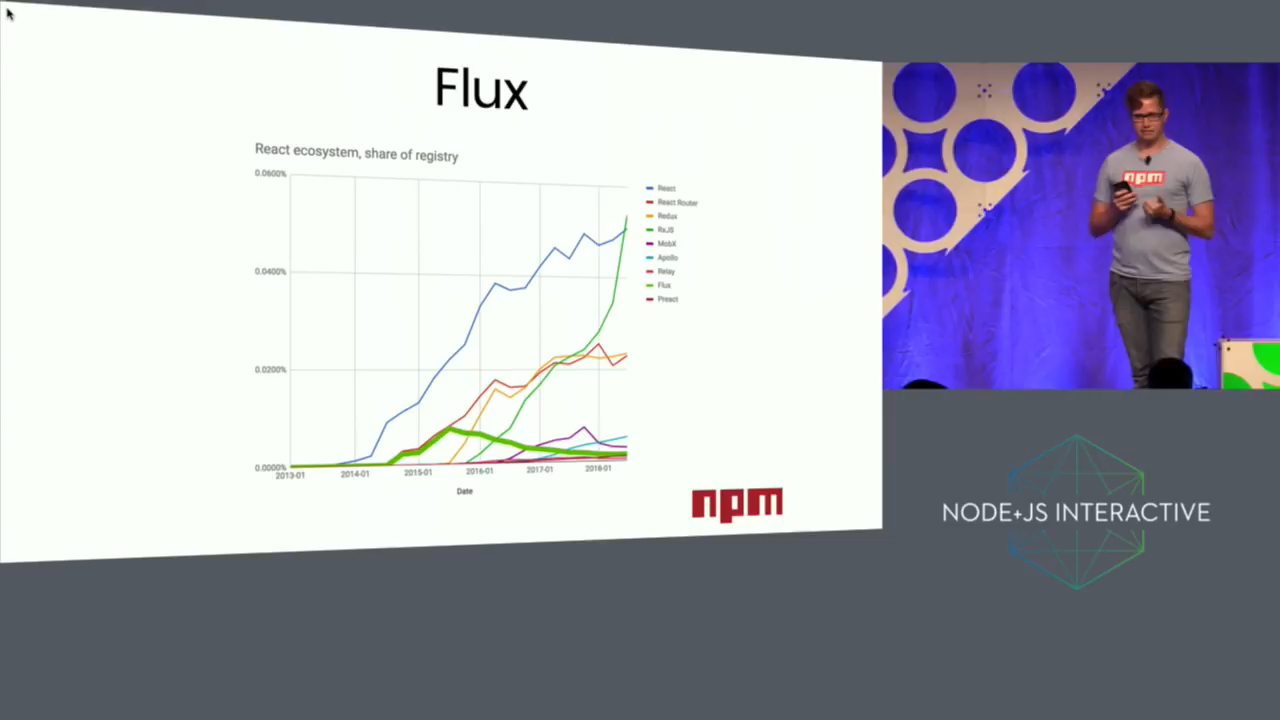 Flux
React ecosystem, share of registry
0.0600%
0.0400%
0.0200%
0.0000%
2013-01
2014-01
2015-01
2016-01
2017-01
2018-01
Date
React
React Router
Redux
RxJS
MobX
Apollo
Relay
Flux
Preact
npm
npm
NODE+JS INTERACTIVE